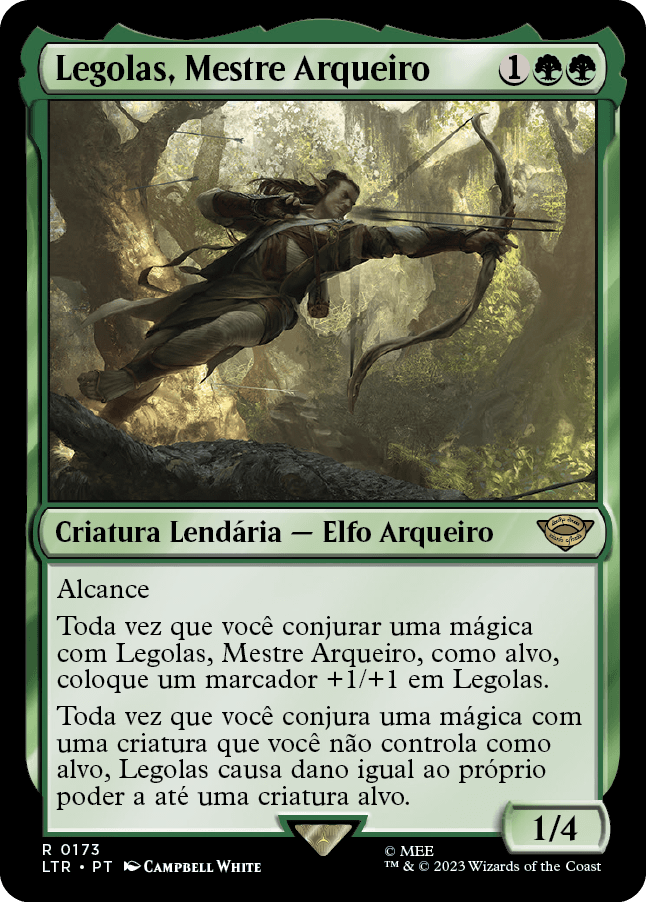 Legolas, Mestre Arqueiro 1
Criatura Lendária — Elfo Arqueiro
Alcance
Toda vez que você conjurar uma mágica
com Legolas, Mestre Arqueiro, como alvo,
coloque um marcador +1/+1 em Legolas.
Toda vez que você conjura uma mágica com
uma criatura que você não controla como
alvo, Legolas causa dano igual ao próprio
poder a até uma criatura alvo.
1/4
R 0173
LTR • PT Campbell White
© MEE
™ & © 2023 Wizards of the Coast